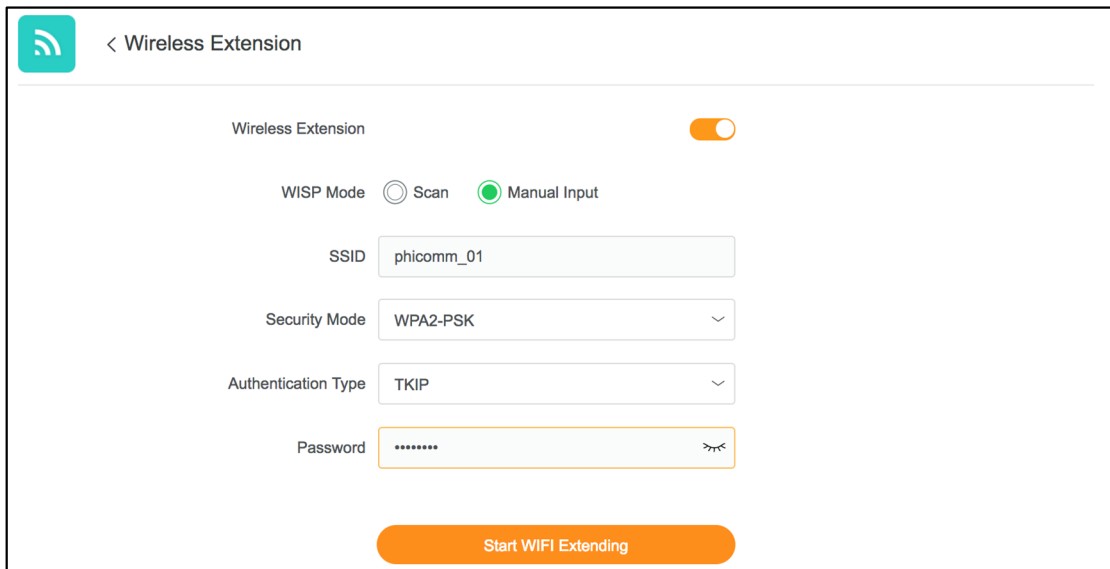 < Wireless Extension
Wireless Extension
WISP Mode Scan Manual Input
SSID phicomm_01
Security Mode WPA2-PSK
Authentication Type TKIP
Password ••••••••
Start WIFI Extending